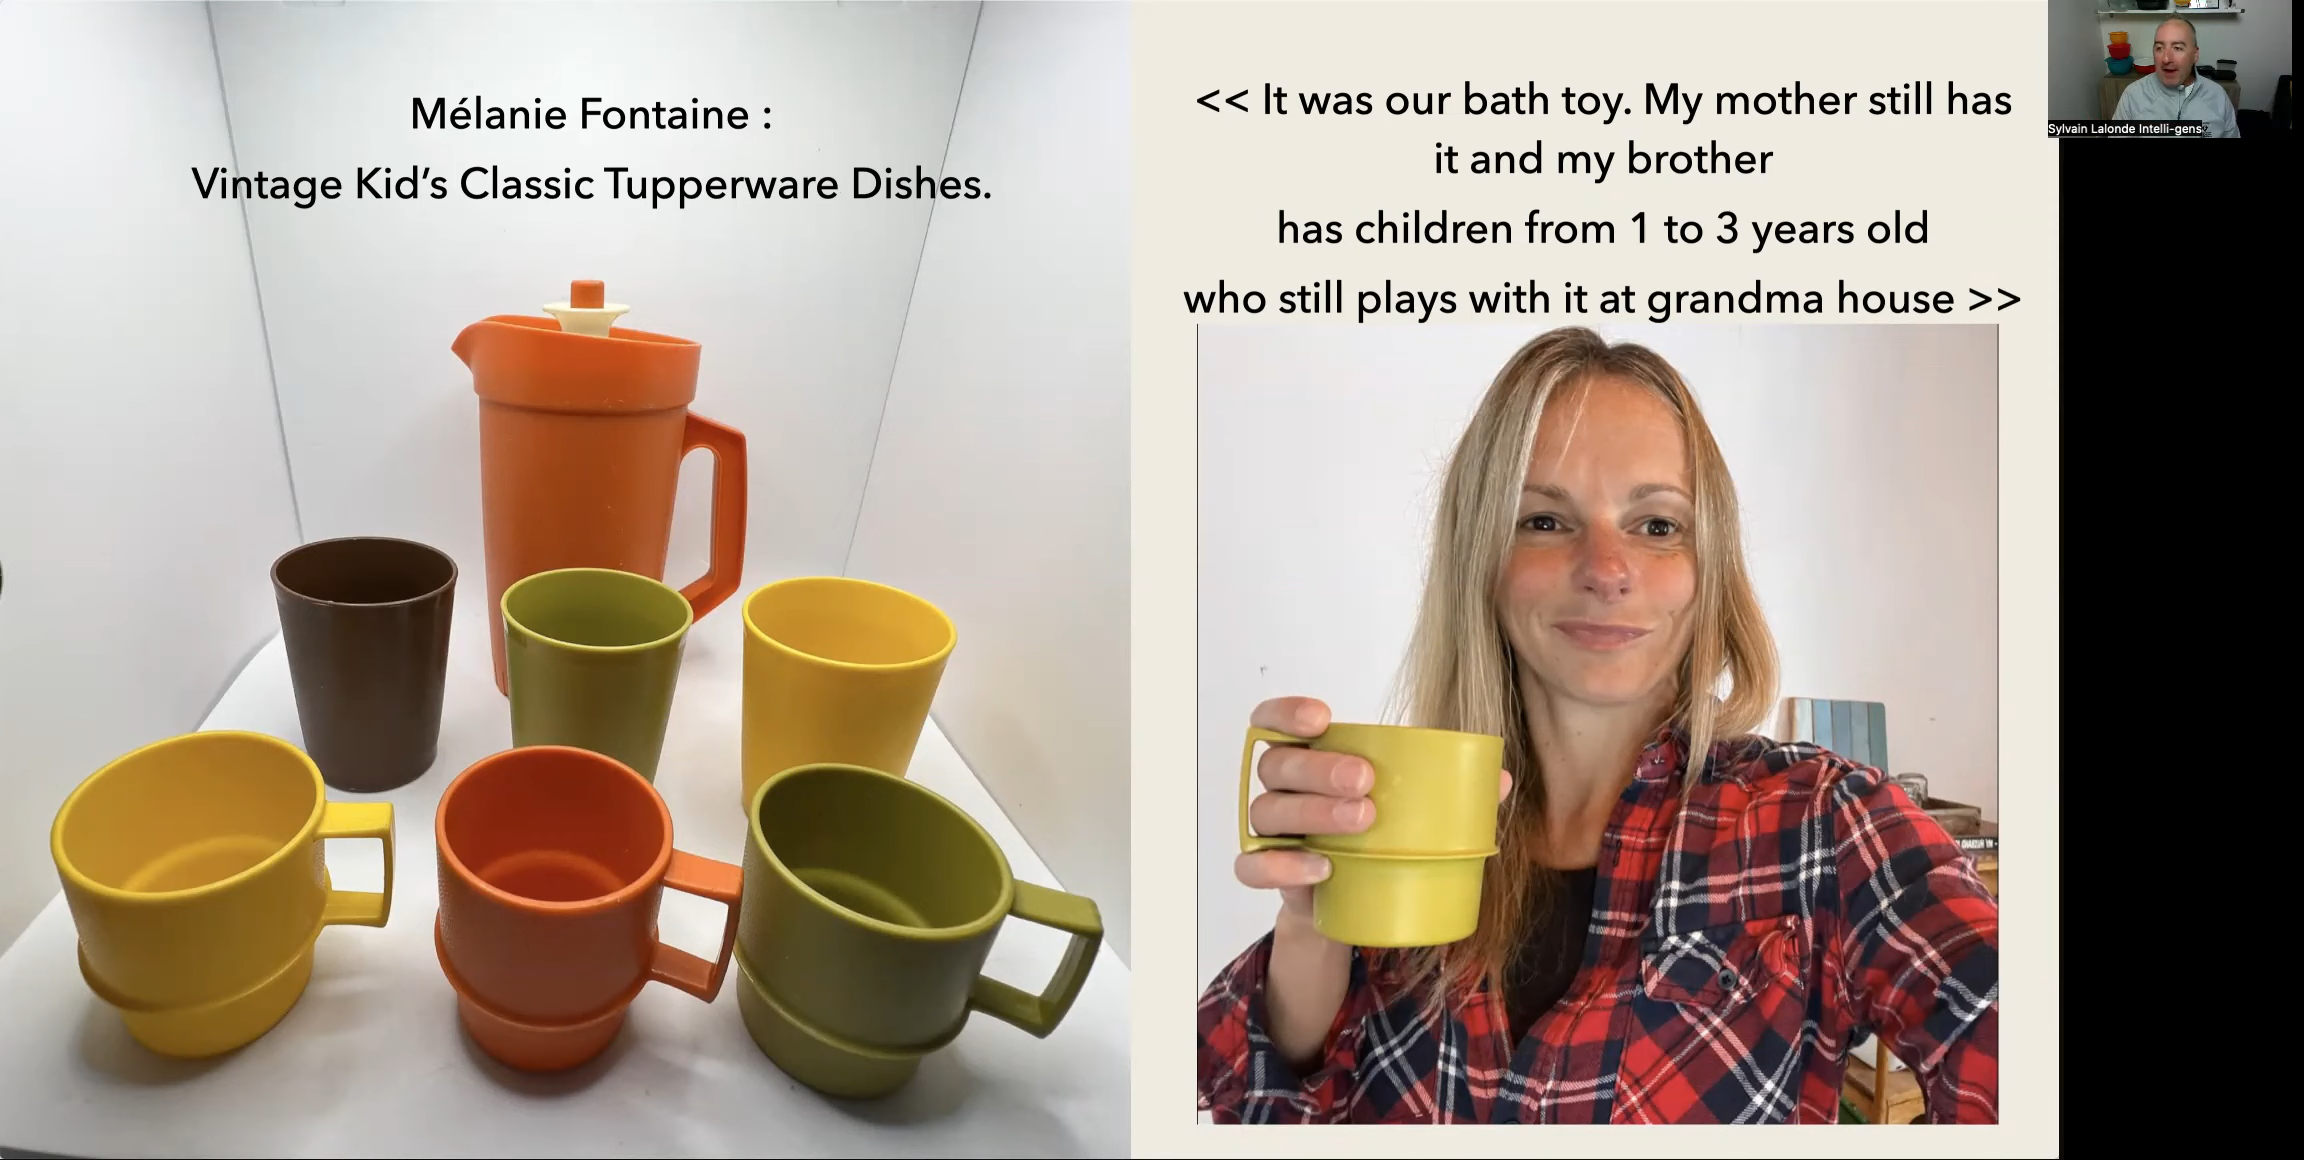 Mélanie Fontaine :
Vintage Kid’s Classic Tupperware Dishes.
<< It was our bath toy. My mother still has
it and my brother
has children from 1 to 3 years old
who still plays with it at grandma house >>
Sylvain Lalonde Intelli-gens